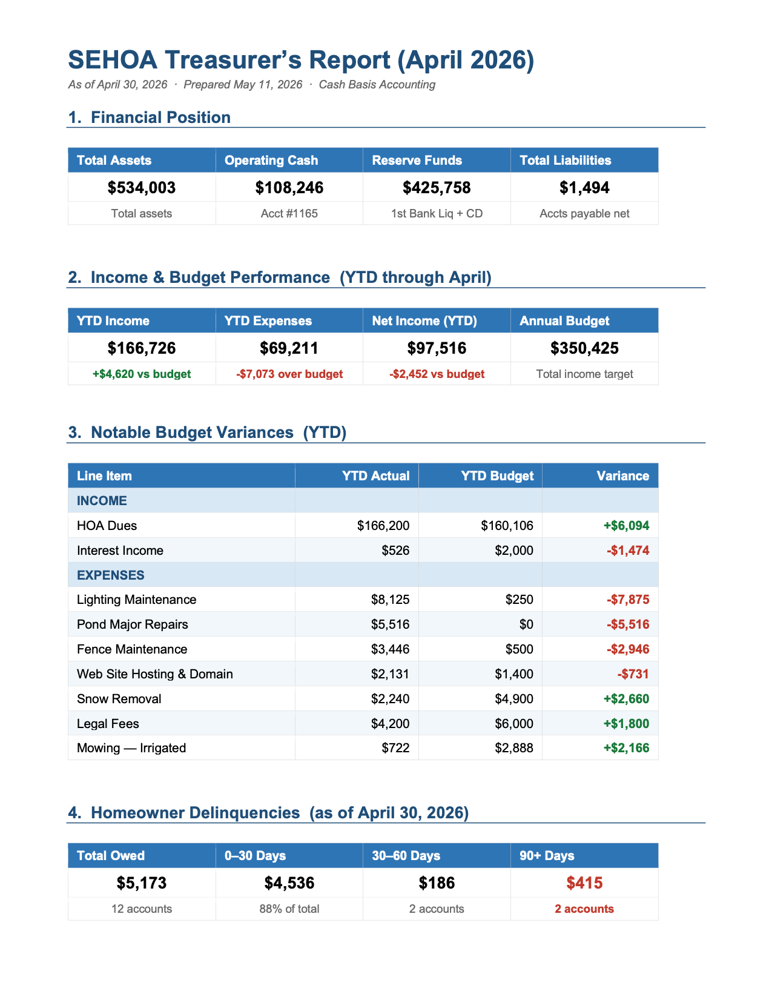 SEHOA Treasurer’s Report (April 2026)
As of April 30, 2026 · Prepared May 11, 2026 · Cash Basis Accounting
1. Financial Position
Total Assets Operating Cash Reserve Funds Total Liabilities
$534,003 $108,246 $425,758 $1,494
Total assets Acct #1165 1st Bank Liq + CD Accts payable net
2. Income & Budget Performance (YTD through April)
YTD Income YTD Expenses Net Income (YTD) Annual Budget
$166,726 $69,211 $97,516 $350,425
+$4,620 vs budget -$7,073 over budget -$2,452 vs budget Total income target
3. Notable Budget Variances (YTD)
Line Item YTD Actual YTD Budget Variance
INCOME
HOA Dues $166,200 $160,106 +$6,094
Interest Income $526 $2,000 -$1,474
EXPENSES
Lighting Maintenance $8,125 $250 -$7,875
Pond Major Repairs $5,516 $0 -$5,516
Fence Maintenance $3,446 $500 -$2,946
Web Site Hosting & Domain $2,131 $1,400 -$731
Snow Removal $2,240 $4,900 +$2,660
Legal Fees $4,200 $6,000 +$1,800
Mowing — Irrigated $722 $2,888 +$2,166
4. Homeowner Delinquencies (as of April 30, 2026)
Total Owed 0–30 Days 30–60 Days 90+ Days
$5,173 $4,536 $186 $415
12 accounts 88% of total 2 accounts 2 accounts